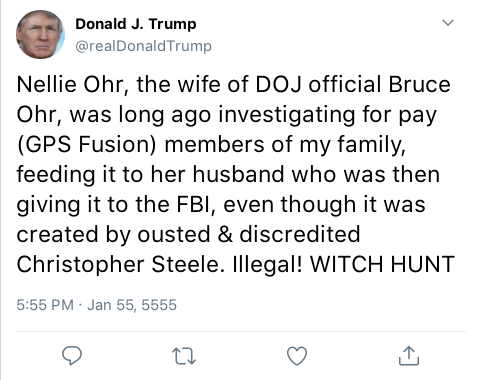 Donald J. Trump
@realDonaldTrump
Nellie Ohr, the wife of DOJ official Bruce
Ohr, was long ago investigating for pay
(GPS Fusion) members of my family,
feeding it to her husband who was then
giving it to the FBI, even though it was
created by ousted & discredited
Christopher Steele. Illegal! WITCH HUNT
5:55 PM · Jan 55, 5555